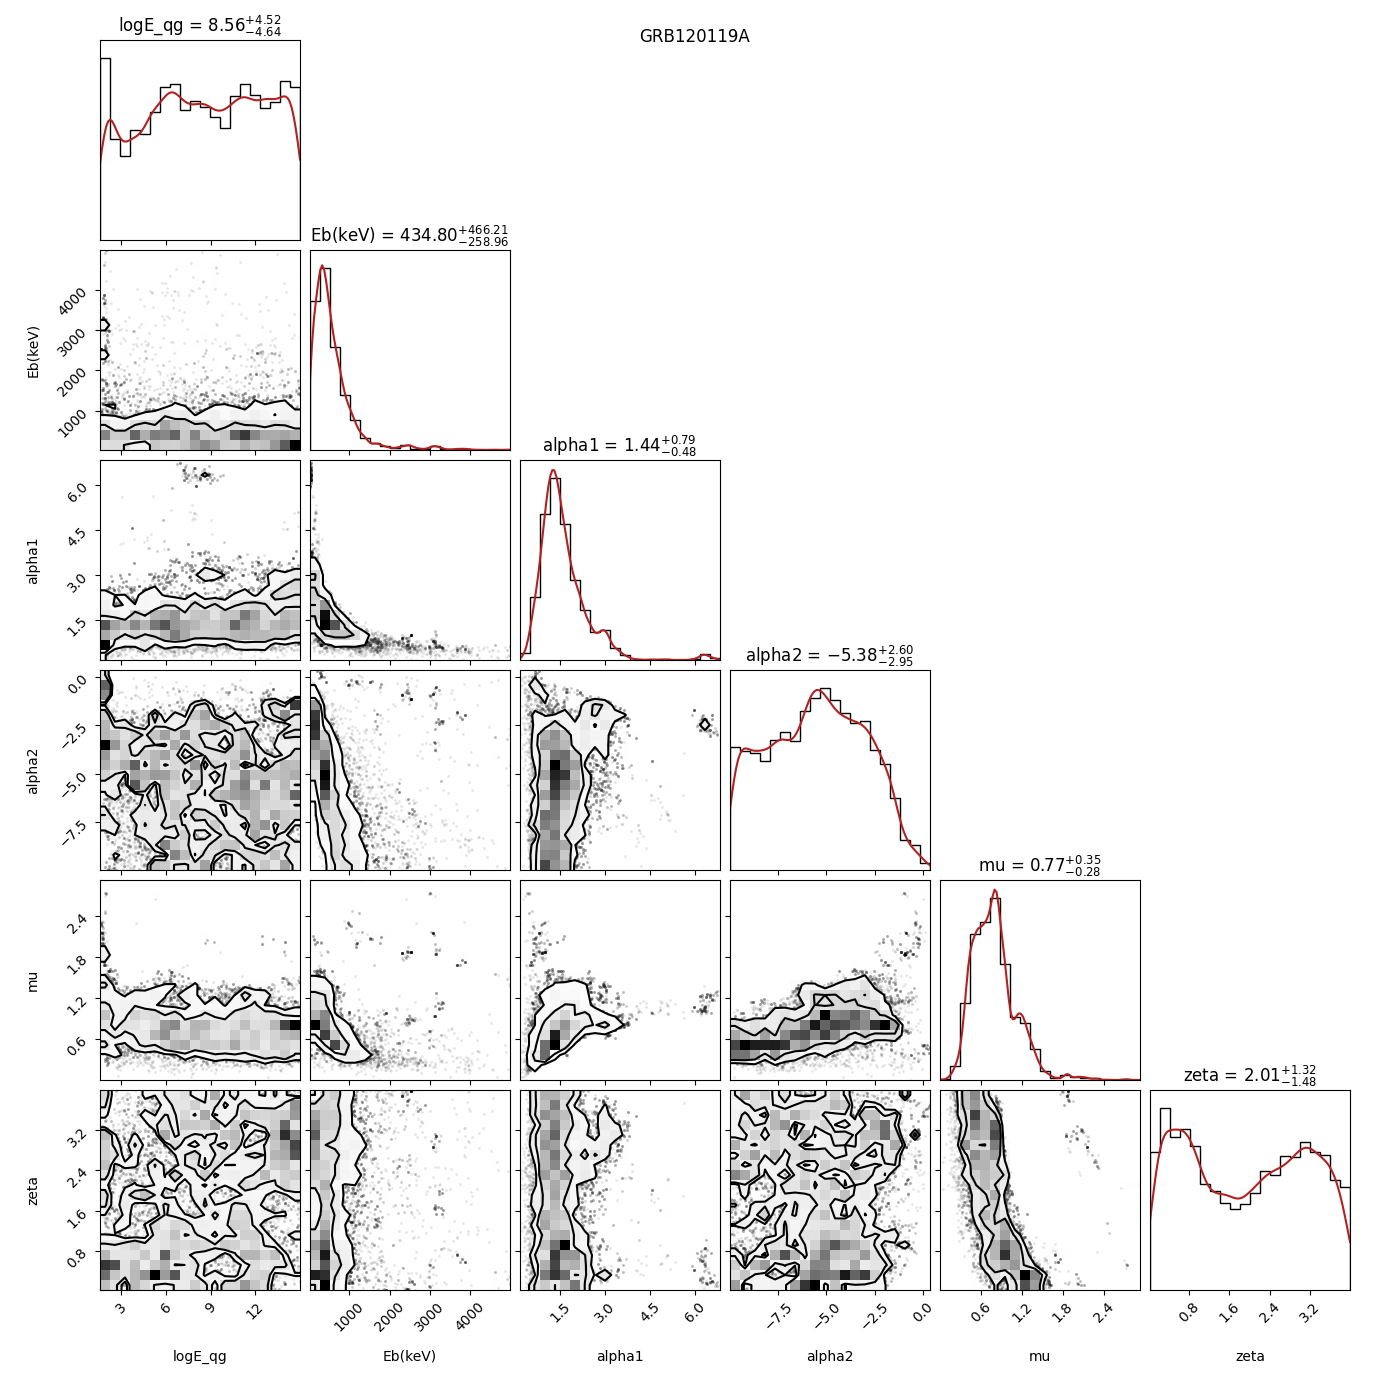 GRB120119A
logE_qg = 8.56+4.52 −4.64
Eb(keV) = 434.80+466.21 −258.96
Eb(keV)
4000
3000
2000
1000
alpha1 = 1.44+0.79 −0.48
alpha1
6.0
4.5
3.0
1.5
alpha2 = −5.38+2.60 −2.95
alpha2
0.0
−2.5
−5.0
−7.5
mu = 0.77+0.35 −0.28
mu
2.4
1.8
1.2
0.6
zeta = 2.01+1.32 −1.48
zeta
3.2
2.4
1.6
0.8
3 6 9 12
1000 2000 3000 4000
1.5 3.0 4.5 6.0
−7.5 −5.0 −2.5 0.0
0.6 1.2 1.8 2.4
0.8 1.6 2.4 3.2
logE_qg Eb(keV) alpha1 alpha2 mu zeta